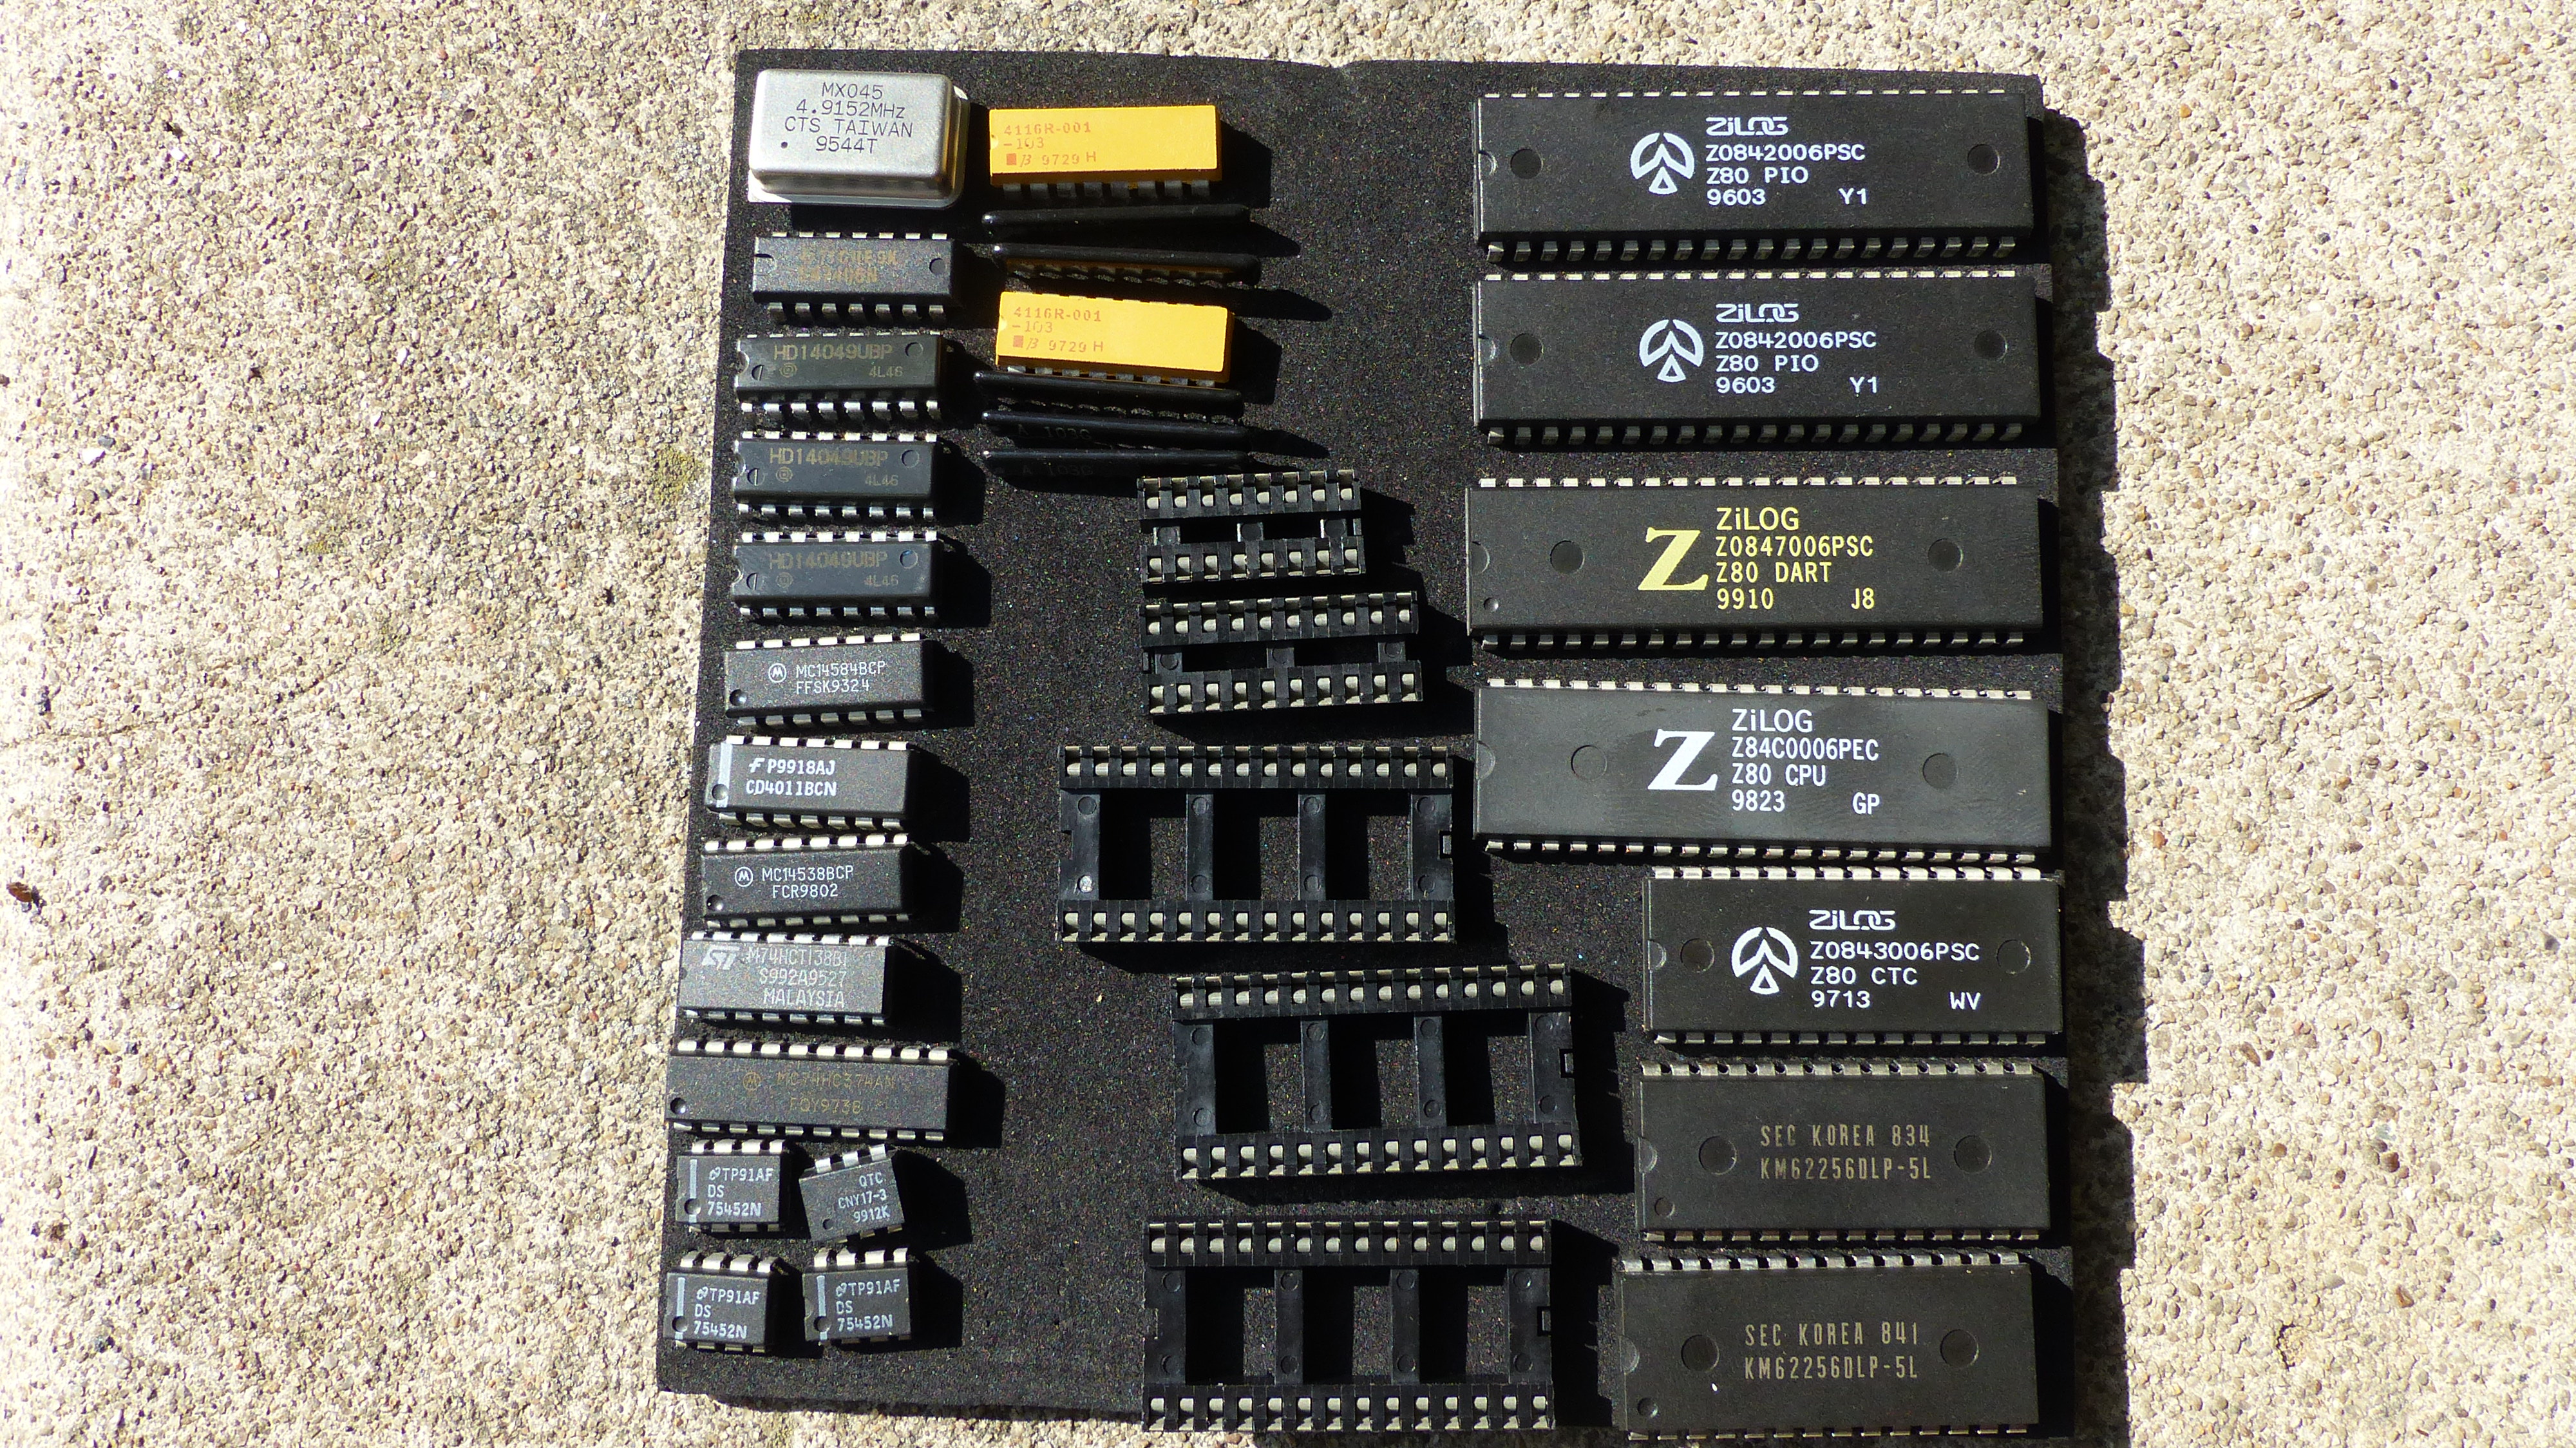 MX045
4.9152MHz
CTS TAIWAN
9544T
HD14049UBP
4L46
HD14049UBP
4L46
HD14049UBP
4L46
MC14584BCP
FFSK9324
P9918AJ
CD4011BCN
MC14538BCP
FCR9802
ST M74HCT138B1
S992A9527
MALAYSIA
MC74HC374AN
FQY9738
TP91AF
DS
75452N
QTC
CNY17-3
9912K
TP91AF
DS
75452N
TP91AF
DS
75452N
4116R-001
-103
9729 H
4116R-001
-103
9729 H
A 103G
ZiLOG
Z0842006PSC
Z80 PIO
9603 Y1
ZiLOG
Z0842006PSC
Z80 PIO
9603 Y1
Z ZiLOG
Z0847006PSC
Z80 DART
9910 J8
Z ZiLOG
Z84C0006PEC
Z80 CPU
9823 GP
ZiLOG
Z0843006PSC
Z80 CTC
9713 WV
SEC KOREA 834
KM62256DLP-5L
SEC KOREA 841
KM62256DLP-5L